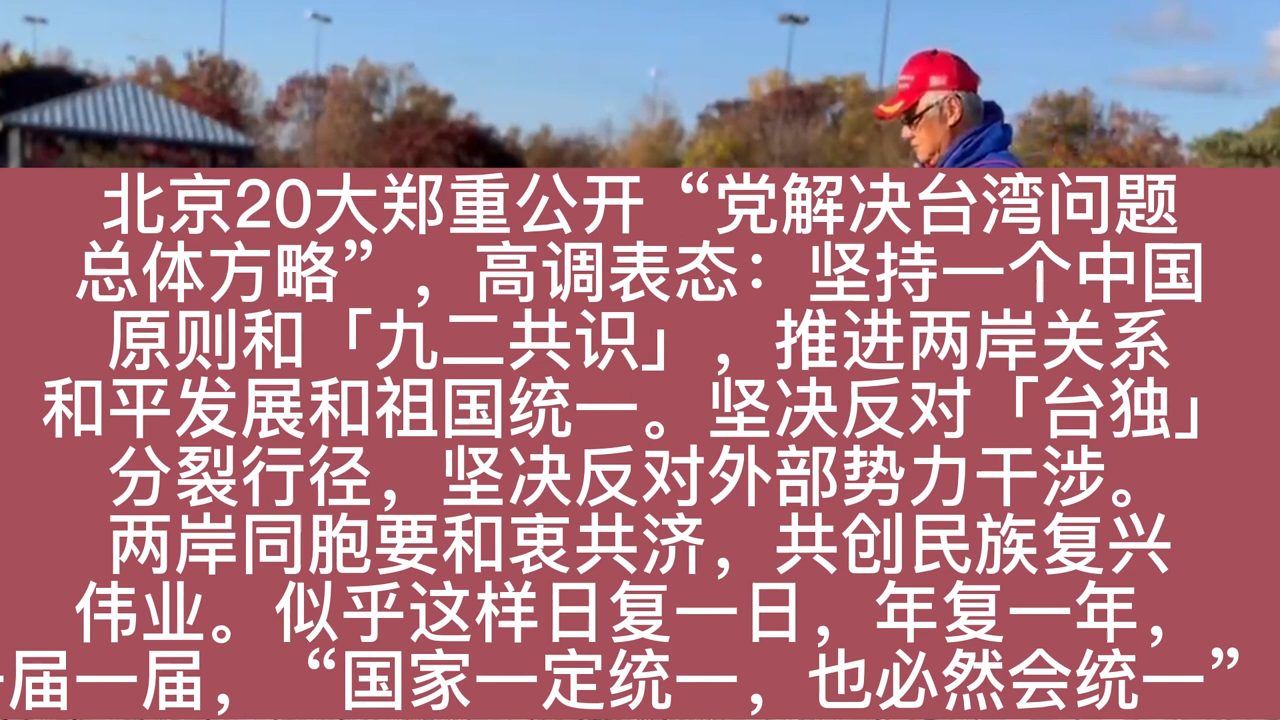 北京20大郑重公开“党解决台湾问题
总体方略”，高调表态：坚持一个中国
原则和「九二共识」，推进两岸关系
和平发展和祖国统一。坚决反对「台独」
分裂行径，坚决反对外部势力干涉。
两岸同胞要和衷共济，共创民族复兴
伟业。似乎这样日复一日，年复一年，
一届一届，“国家一定统一，也必然会统一”